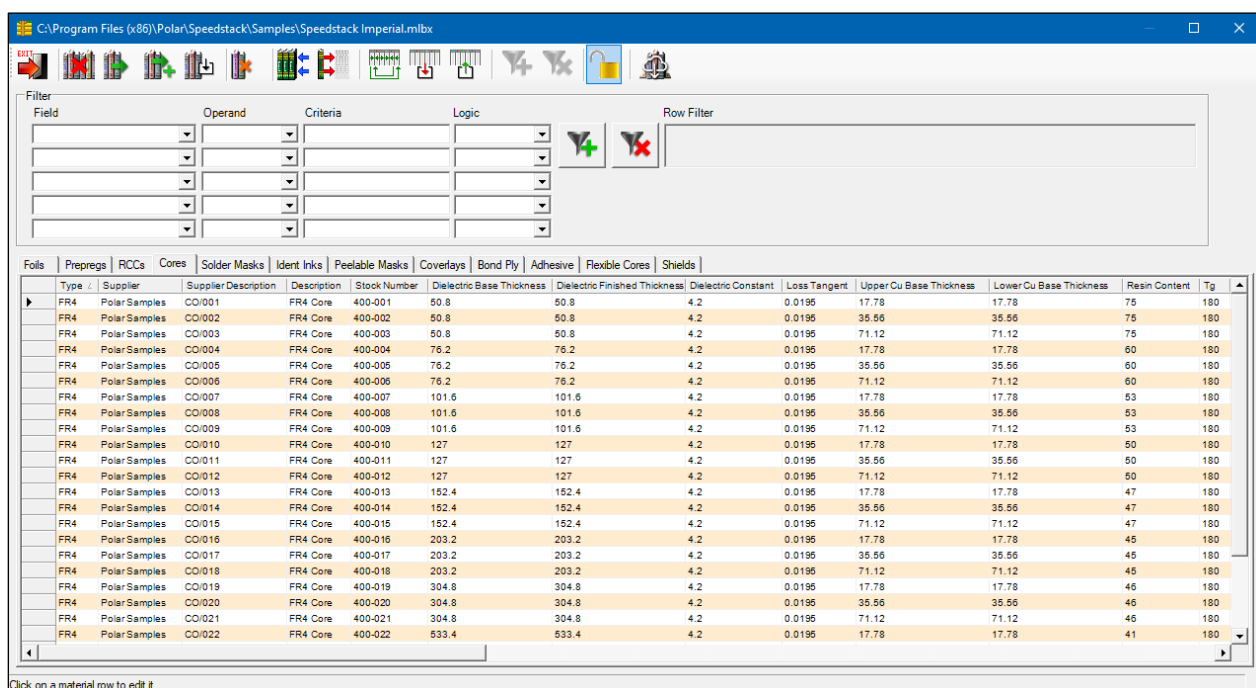 C:\Program Files (x86)\Polar\Speedstack\Samples\Speedstack Imperial.mlbx
EXIT
Filter
Field Operand Criteria Logic Row Filter
Foils Prepregs RCCs Cores Solder Masks Ident Inks Peelable Masks Coverlays Bond Ply Adhesive Flexible Cores Shields
Type Supplier Supplier Description Description Stock Number Dielectric Base Thickness Dielectric Finished Thickness Dielectric Constant Loss Tangent Upper Cu Base Thickness Lower Cu Base Thickness Resin Content Tg
FR4 Polar Samples CO/001 FR4 Core 400-001 50.8 50.8 4.2 0.0195 17.78 17.78 75 180
FR4 Polar Samples CO/002 FR4 Core 400-002 50.8 50.8 4.2 0.0195 35.56 35.56 75 180
FR4 Polar Samples CO/003 FR4 Core 400-003 50.8 50.8 4.2 0.0195 71.12 71.12 75 180
FR4 Polar Samples CO/004 FR4 Core 400-004 76.2 76.2 4.2 0.0195 17.78 17.78 60 180
FR4 Polar Samples CO/005 FR4 Core 400-005 76.2 76.2 4.2 0.0195 35.56 35.56 60 180
FR4 Polar Samples CO/006 FR4 Core 400-006 76.2 76.2 4.2 0.0195 71.12 71.12 60 180
FR4 Polar Samples CO/007 FR4 Core 400-007 101.6 101.6 4.2 0.0195 17.78 17.78 53 180
FR4 Polar Samples CO/008 FR4 Core 400-008 101.6 101.6 4.2 0.0195 35.56 35.56 53 180
FR4 Polar Samples CO/009 FR4 Core 400-009 101.6 101.6 4.2 0.0195 71.12 71.12 53 180
FR4 Polar Samples CO/010 FR4 Core 400-010 127 127 4.2 0.0195 17.78 17.78 50 180
FR4 Polar Samples CO/011 FR4 Core 400-011 127 127 4.2 0.0195 35.56 35.56 50 180
FR4 Polar Samples CO/012 FR4 Core 400-012 127 127 4.2 0.0195 71.12 71.12 50 180
FR4 Polar Samples CO/013 FR4 Core 400-013 152.4 152.4 4.2 0.0195 17.78 17.78 47 180
FR4 Polar Samples CO/014 FR4 Core 400-014 152.4 152.4 4.2 0.0195 35.56 35.56 47 180
FR4 Polar Samples CO/015 FR4 Core 400-015 152.4 152.4 4.2 0.0195 71.12 71.12 47 180
FR4 Polar Samples CO/016 FR4 Core 400-016 203.2 203.2 4.2 0.0195 17.78 17.78 45 180
FR4 Polar Samples CO/017 FR4 Core 400-017 203.2 203.2 4.2 0.0195 35.56 35.56 45 180
FR4 Polar Samples CO/018 FR4 Core 400-018 203.2 203.2 4.2 0.0195 71.12 71.12 45 180
FR4 Polar Samples CO/019 FR4 Core 400-019 304.8 304.8 4.2 0.0195 17.78 17.78 46 180
FR4 Polar Samples CO/020 FR4 Core 400-020 304.8 304.8 4.2 0.0195 35.56 35.56 46 180
FR4 Polar Samples CO/021 FR4 Core 400-021 304.8 304.8 4.2 0.0195 71.12 71.12 46 180
FR4 Polar Samples CO/022 FR4 Core 400-022 533.4 533.4 4.2 0.0195 17.78 17.78 41 180
Click on a material row to edit it